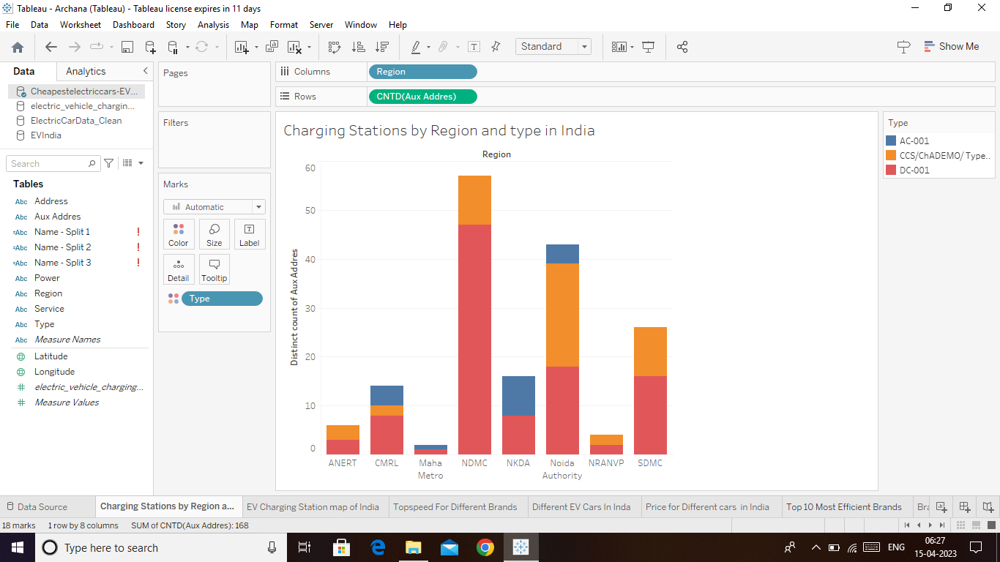 Tableau - Archana (Tableau) - Tableau license expires in 11 days
File Data Worksheet Dashboard Story Analysis Map Format Server Window Help
Standard
Show Me
Data Analytics
Cheapestelectriccars-EV...
electric_vehicle_chargin...
ElectricCarData_Clean
EVIndia
Search
Tables
Abc Address
Abc Aux Addres
=Abc Name - Split 1 !
=Abc Name - Split 2 !
=Abc Name - Split 3 !
Abc Power
Abc Region
Abc Service
Abc Type
Abc Measure Names
Latitude
Longitude
# electric_vehicle_charging...
# Measure Values
Pages
Filters
Marks
Automatic
Color Size Label
Detail Tooltip
Type
Columns Region
Rows CNTD(Aux Addres)
Charging Stations by Region and type in India
Region
Distinct count of Aux Addres
60
50
40
30
20
10
0
ANERT CMRL Maha Metro NDMC NKDA Noida Authority NRANVP SDMC
Type
AC-001
CCS/ChADEMO/ Type..
DC-001
Data Source Charging Stations by Region a... EV Charging Station map of India Topspeed For Different Brands Different EV Cars In India Price for Different cars in India Top 10 Most Efficient Brands Bra
18 marks 1 row by 8 columns SUM of CNTD(Aux Addres): 168
Type here to search
ENG
06:27
15-04-2023